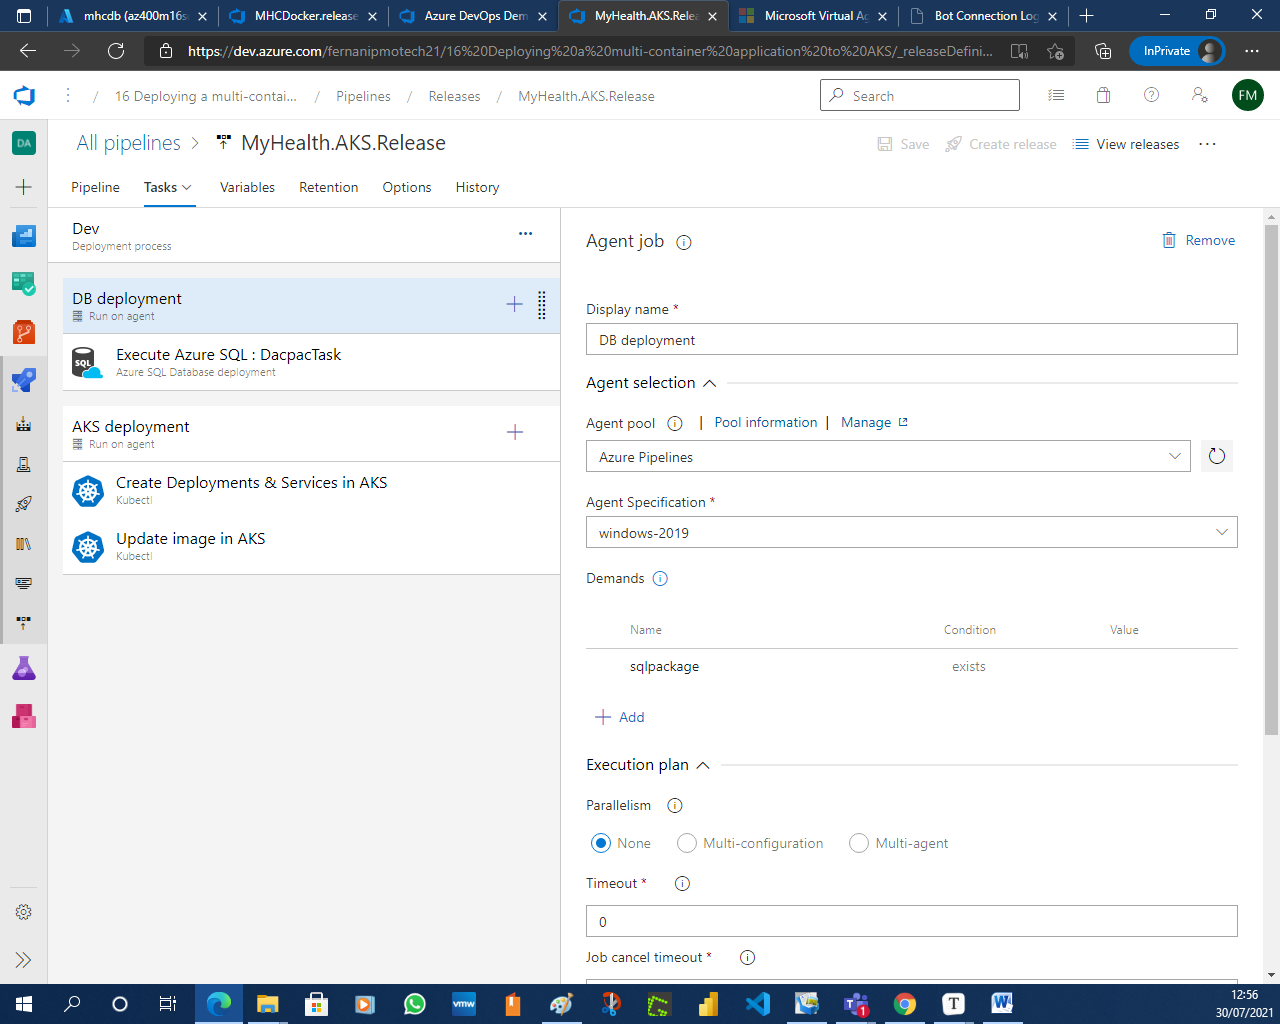 mhcdb (az400m16s
MHCDocker.release
Azure DevOps Dem
MyHealth.AKS.Relea
Microsoft Virtual Ag
Bot Connection Log
https://dev.azure.com/fernanipmotech21/16%20Deploying%20a%20multi-container%20application%20to%20AKS/_releaseDefini...
InPrivate
/ 16 Deploying a multi-contai... / Pipelines / Releases / MyHealth.AKS.Release
Search
FM
DA
All pipelines > MyHealth.AKS.Release
Save
Create release
View releases
Pipeline Tasks Variables Retention Options History
Dev
Deployment process
DB deployment
Run on agent
SQL
Execute Azure SQL : DacpacTask
Azure SQL Database deployment
AKS deployment
Run on agent
Create Deployments & Services in AKS
Kubectl
Update image in AKS
Kubectl
Agent job
Remove
Display name *
DB deployment
Agent selection
Agent pool | Pool information | Manage
Azure Pipelines
Agent Specification *
windows-2019
Demands
Name Condition Value
sqlpackage exists
Add
Execution plan
Parallelism
None Multi-configuration Multi-agent
Timeout *
0
Job cancel timeout *
vmw
1
T
W
12:56
30/07/2021